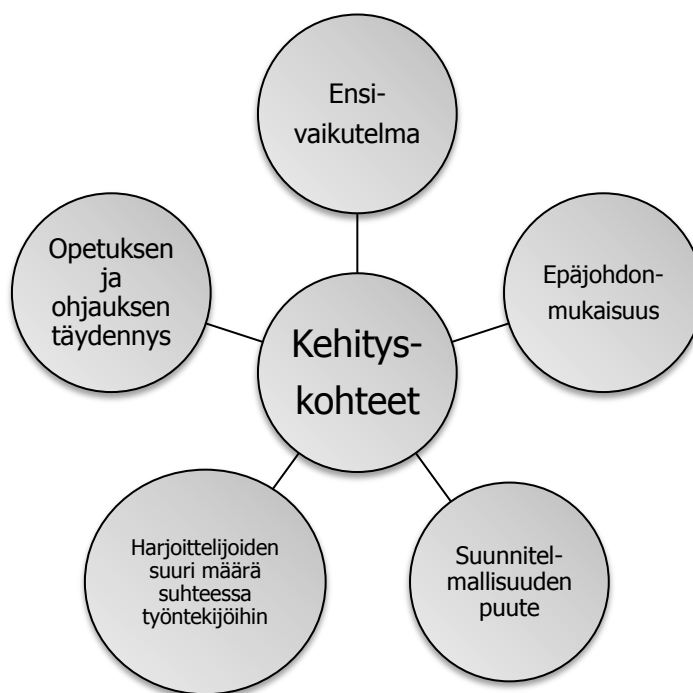 Ensi-
vaikutelma
Opetuksen
ja
ohjauksen
täydennys
Epäjohdon-
mukaisuus
Kehitys-
kohteet
Harjoittelijoiden
suuri määrä
suhteessa
työntekijöihin
Suunnitel-
mallisuuden
puute